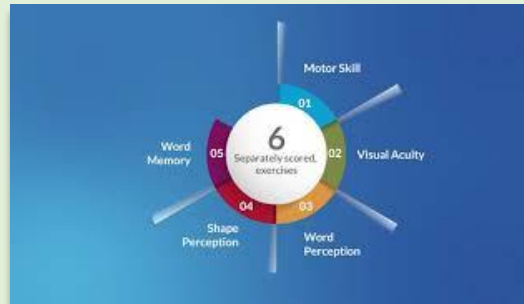 Motor Skill
01
6
Separately scored,
exercises
02
Visual Acuity
03
Word
Perception
04
Shape
Perception
05
Word
Memory